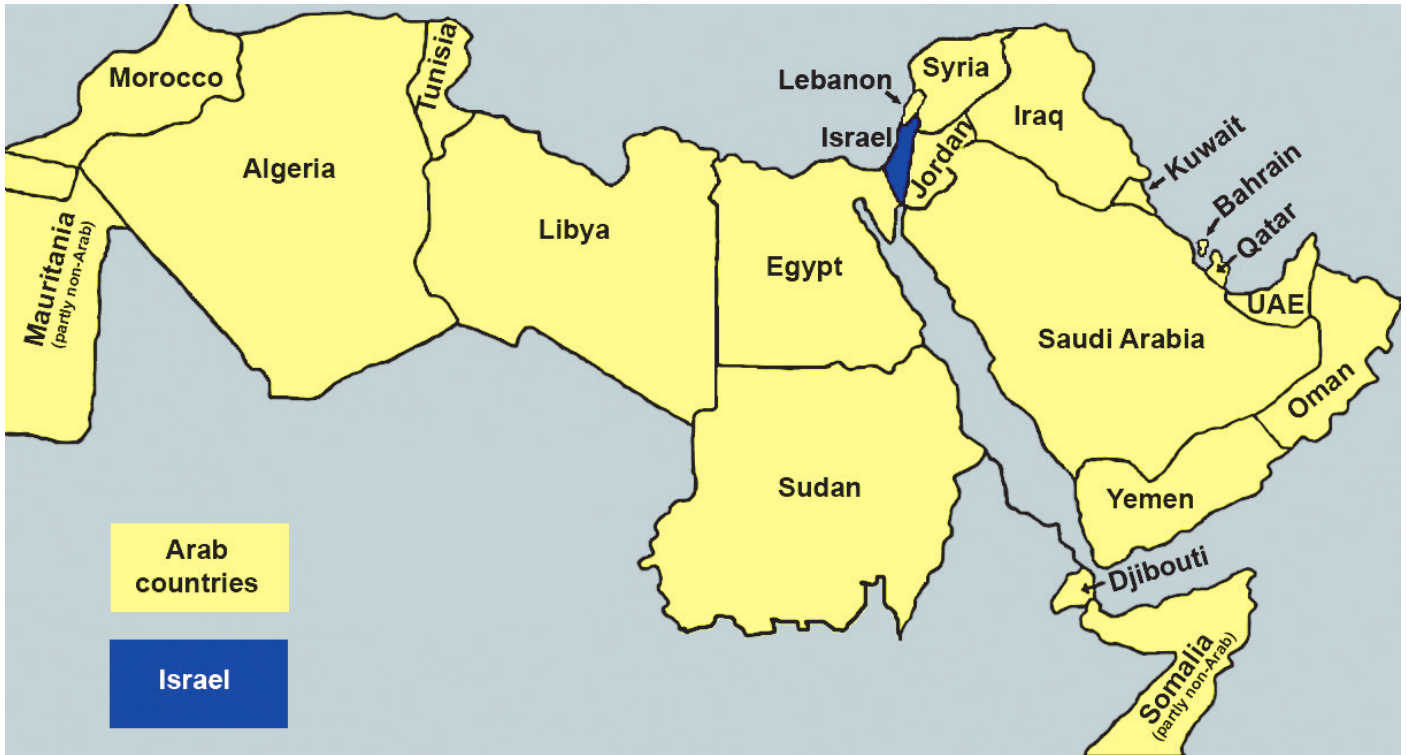 Morocco
Algeria
Tunisia
Libya
Egypt
Lebanon
Israel
Syria
Jordan
Iraq
Kuwait
Bahrain
Qatar
UAE
Saudi Arabia
Oman
Yemen
Mauritania
(partly non-Arab)
Sudan
Djibouti
Somalia
(partly non-Arab)
Arab
countries
Israel